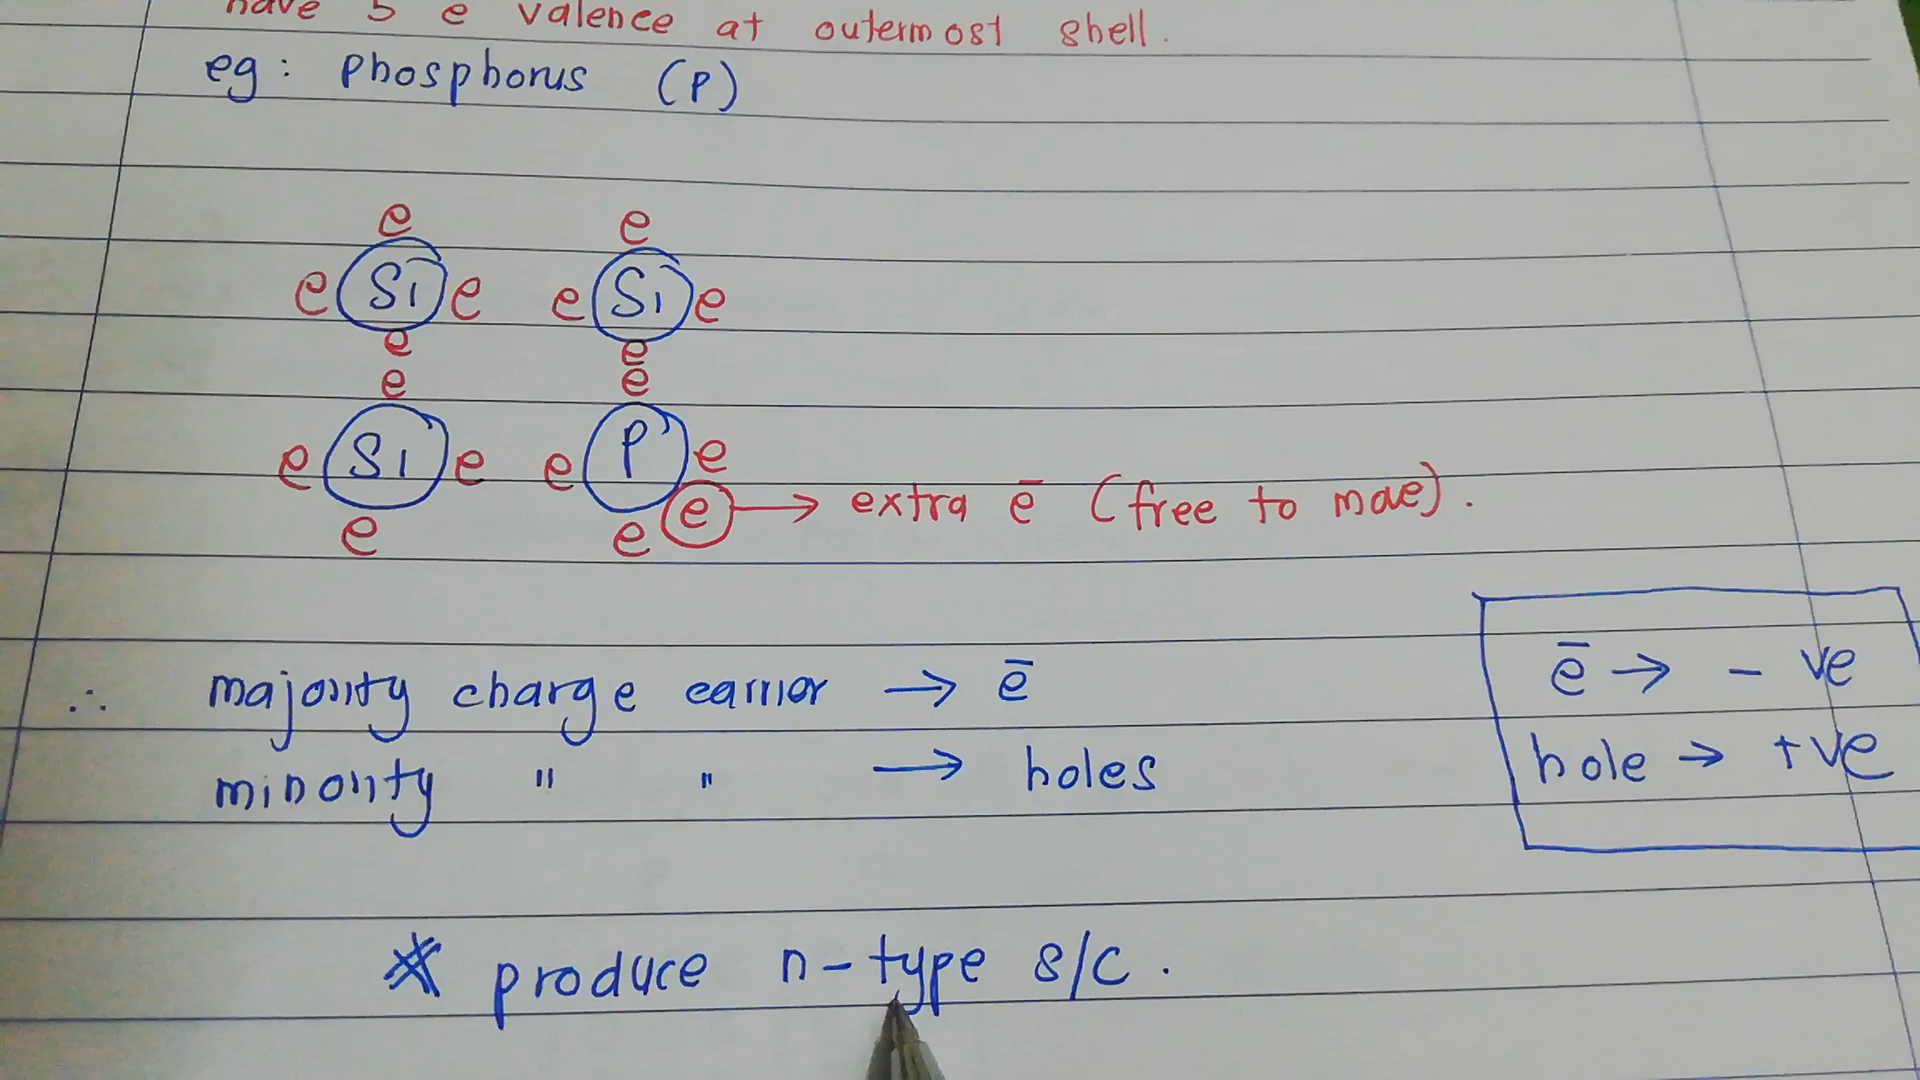 have 5 e valence at outermost shell.
eg: phosphorus (P)
e e
e Si e e Si e
e e
e e
e Si e e P e
e → extra ē (free to move).
e e
∴ majority charge carrier → ē
minority " " → holes
ē → - ve
hole → +ve
* produce n-type s/c.